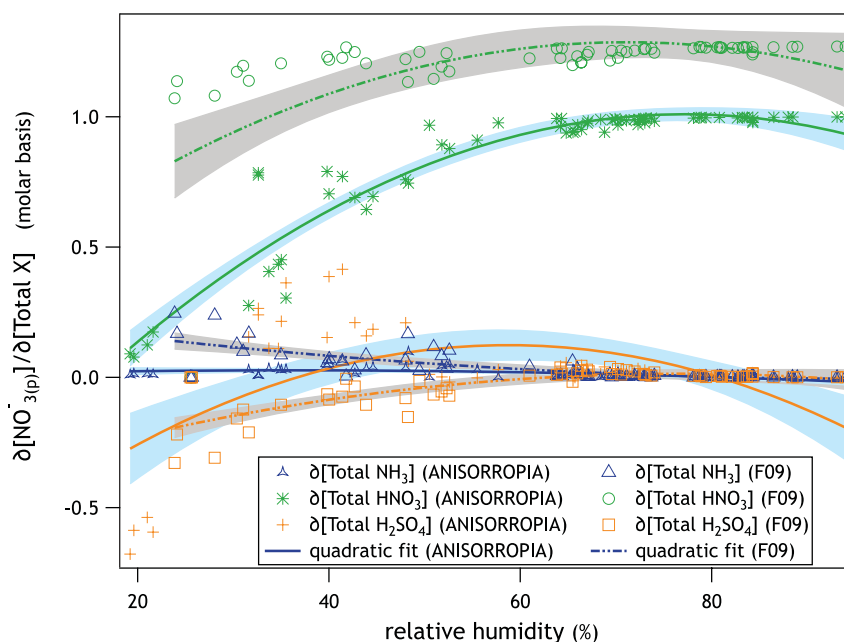 ∂[NO⁻₃₍ₚ₎]/∂[Total X] (molar basis)
1.0
0.5
0.0
-0.5
∂[Total NH₃] (ANISORROPIA) ∂[Total NH₃] (F09)
∂[Total HNO₃] (ANISORROPIA) ∂[Total HNO₃] (F09)
∂[Total H₂SO₄] (ANISORROPIA) ∂[Total H₂SO₄] (F09)
quadratic fit (ANISORROPIA) quadratic fit (F09)
20 40 60 80
relative humidity (%)